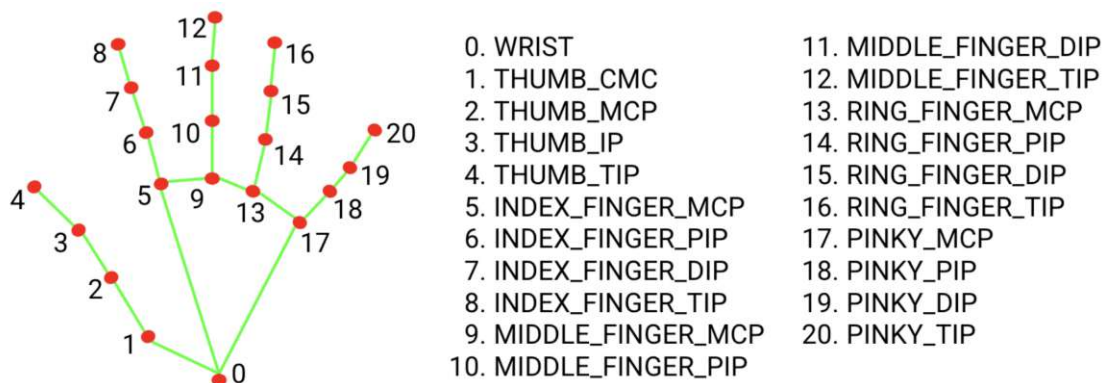 12
8
16
11
7
15
20
10
6
14
19
4
5
9
13
18
3
17
2
1
0
0. WRIST
1. THUMB_CMC
2. THUMB_MCP
3. THUMB_IP
4. THUMB_TIP
5. INDEX_FINGER_MCP
6. INDEX_FINGER_PIP
7. INDEX_FINGER_DIP
8. INDEX_FINGER_TIP
9. MIDDLE_FINGER_MCP
10. MIDDLE_FINGER_PIP
11. MIDDLE_FINGER_DIP
12. MIDDLE_FINGER_TIP
13. RING_FINGER_MCP
14. RING_FINGER_PIP
15. RING_FINGER_DIP
16. RING_FINGER_TIP
17. PINKY_MCP
18. PINKY_PIP
19. PINKY_DIP
20. PINKY_TIP